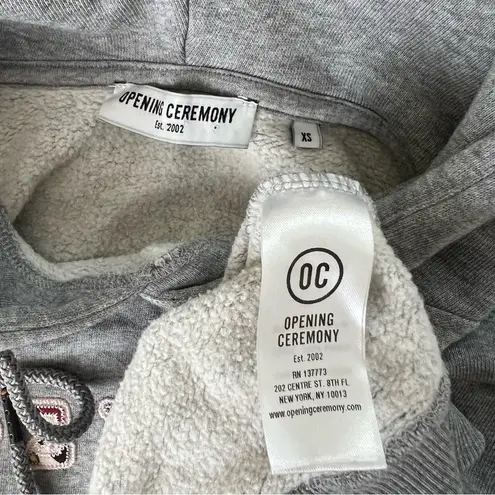 OPENING CEREMONY
Est. 2002
XS
OC
OPENING
CEREMONY
Est. 2002
RN 137773
202 CENTRE ST. 8TH FL
NEW YORK, NY 10013
www.openingceremony.com